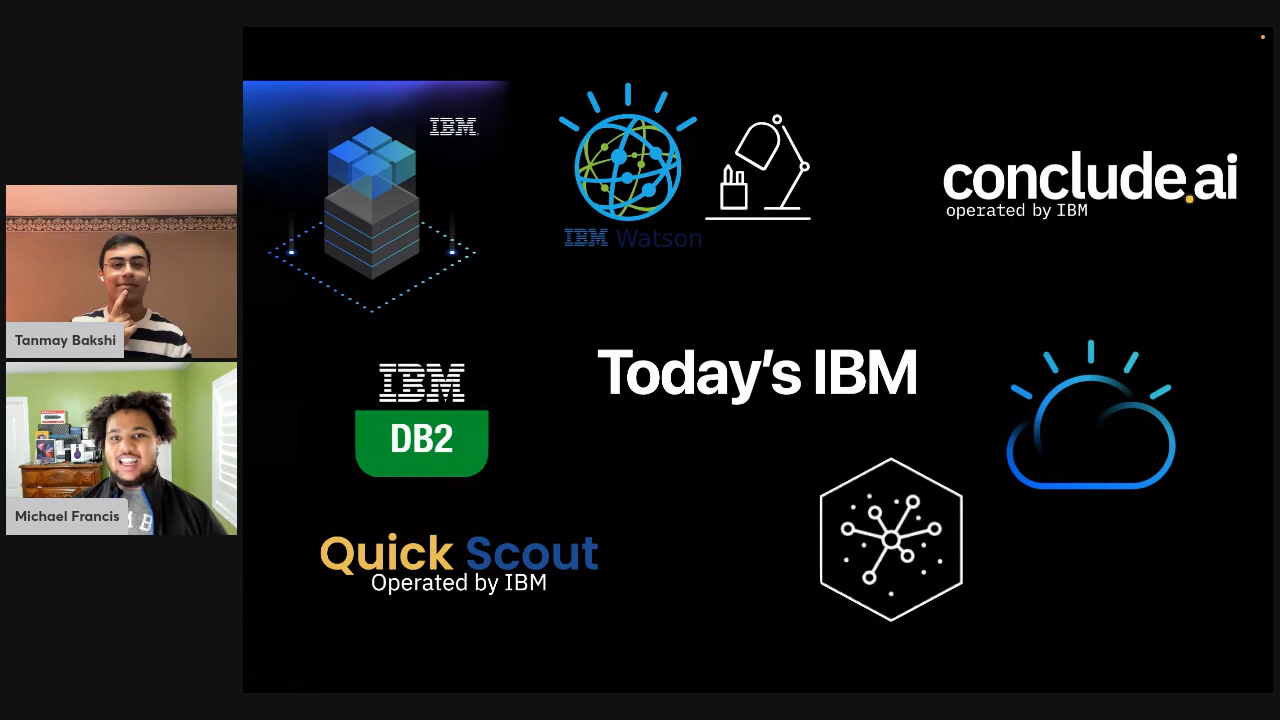 IBM
IBM Watson
conclude.ai
operated by IBM
Tanmay Bakshi
Today's IBM
IBM
DB2
Michael Francis
Quick Scout
Operated by IBM